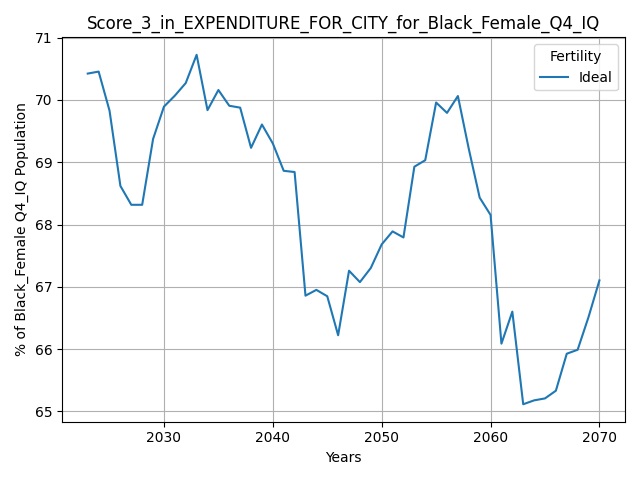 Score_3_in_EXPENDITURE_FOR_CITY_for_Black_Female_Q4_IQ
% of Black_Female Q4_IQ Population
71
70
69
68
67
66
65
Fertility
Ideal
2030 2040 2050 2060 2070
Years